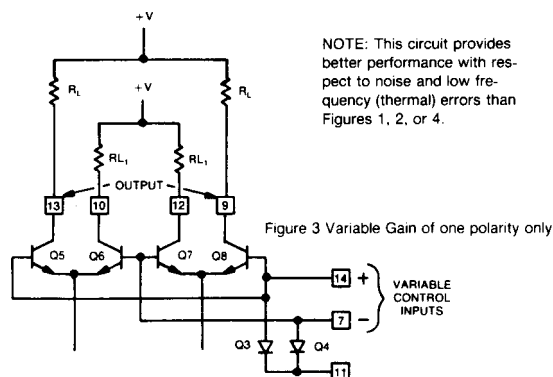 +V
NOTE: This circuit provides
better performance with res-
pect to noise and low fre-
quency (thermal) errors than
Figures 1, 2, or 4.
RL
+V
RL
RL1
RL1
OUTPUT
13
10
12
9
Figure 3 Variable Gain of one polarity only
Q5
Q6
Q7
Q8
14 +
VARIABLE
CONTROL
INPUTS
7 −
Q3
Q4
11